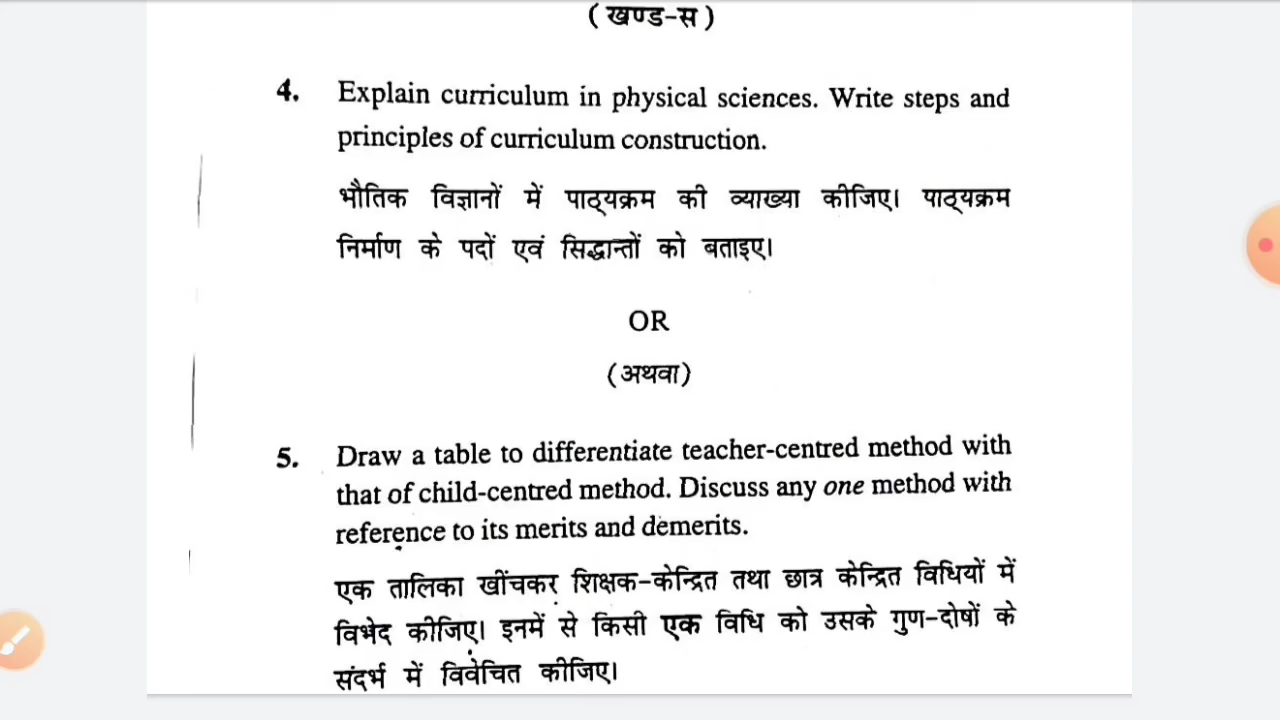 (खण्ड-स)
4. Explain curriculum in physical sciences. Write steps and
principles of curriculum construction.
भौतिक विज्ञानों में पाठ्यक्रम की व्याख्या कीजिए। पाठ्यक्रम
निर्माण के पदों एवं सिद्धान्तों को बताइए।
OR
(अथवा)
5. Draw a table to differentiate teacher-centred method with
that of child-centred method. Discuss any one method with
reference to its merits and demerits.
एक तालिका खींचकर शिक्षक-केन्द्रित तथा छात्र केन्द्रित विधियों में
विभेद कीजिए। इनमें से किसी एक विधि को उसके गुण-दोषों के
संदर्भ में विवेचित कीजिए।